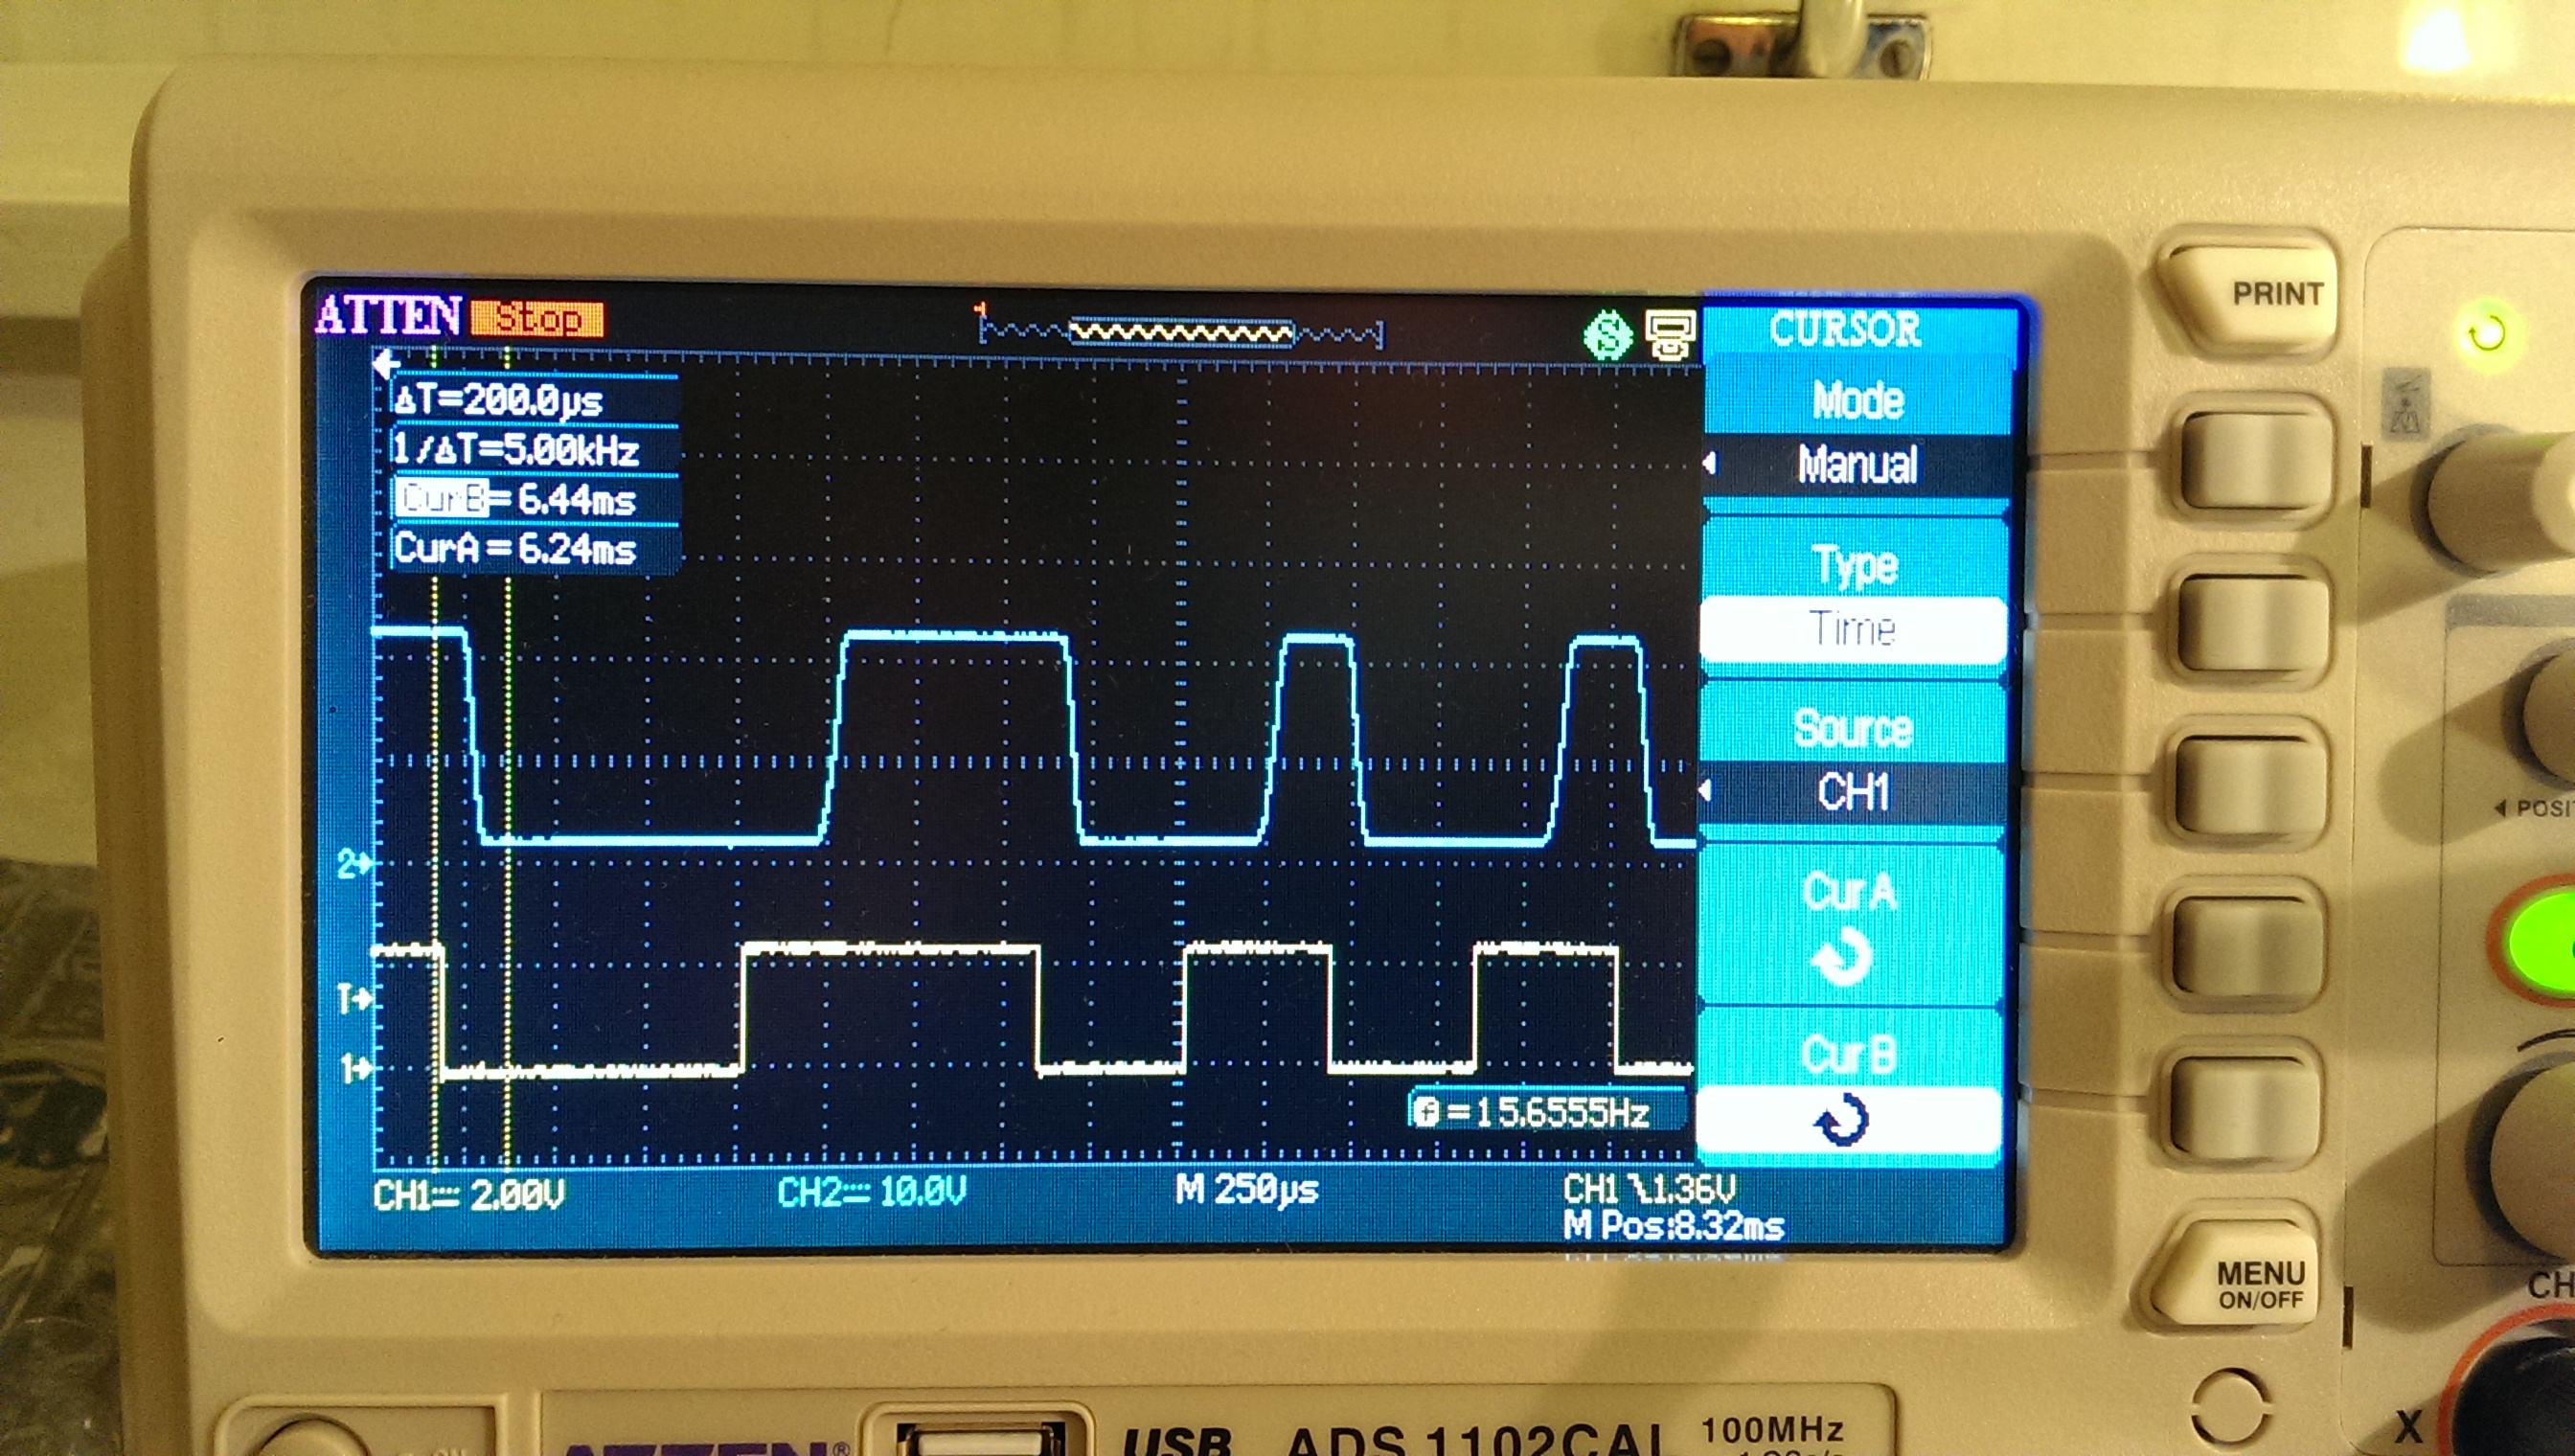 ATTEN Stop
ΔT=200.0μs
1/ΔT=5.00kHz
CurB= 6.44ms
CurA = 6.24ms
2
T
1
=15.6555Hz
CH1 2.00V
CH2 10.0V
M 250μs
CH1 1.36V
M Pos:8.32ms
CURSOR
Mode
Manual
Type
Time
Source
CH1
Cur A
Cur B
PRINT
MENU
ON/OFF
POSI
CH
X
ATTEN®
USB
ADS 1102CAL
100MHz